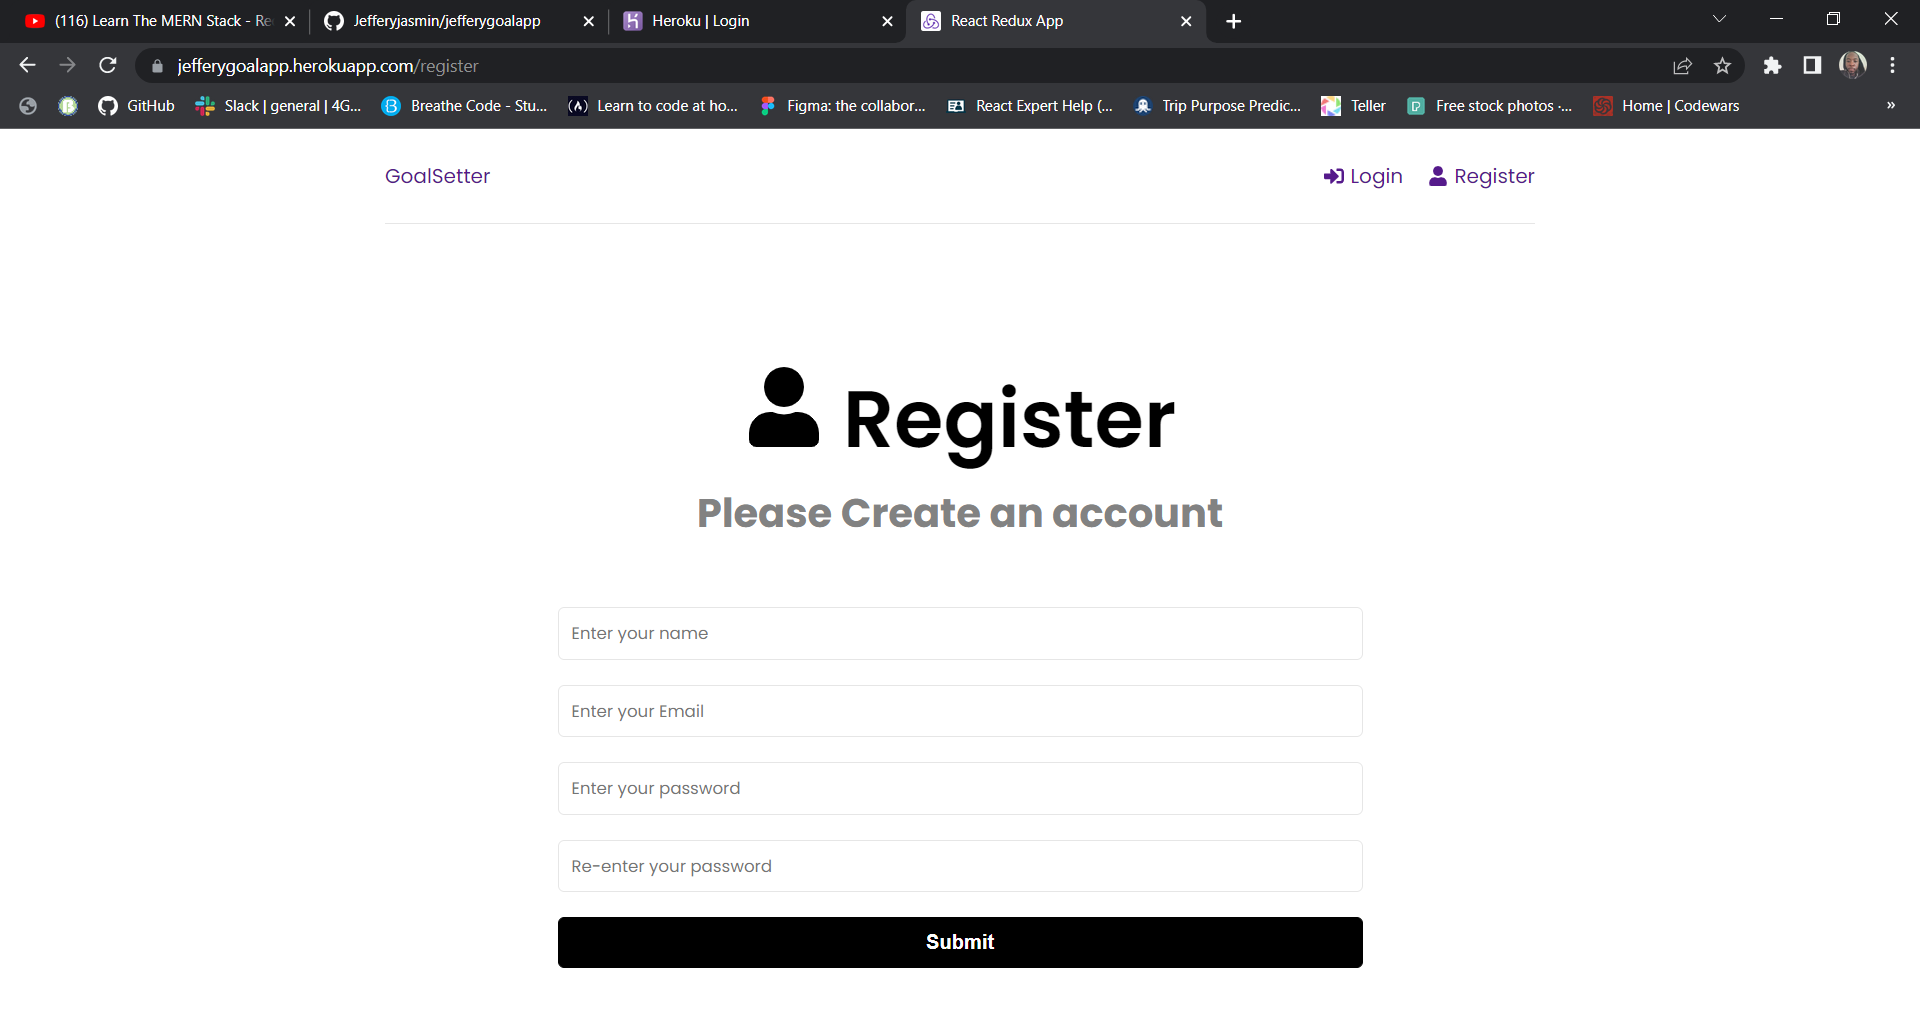 (116) Learn The MERN Stack - Re
Jefferyjasmin/jefferygoalapp
Heroku | Login
React Redux App
jefferygoalapp.herokuapp.com/register
GitHub
Slack | general | 4G...
Breathe Code - Stu...
Learn to code at ho...
Figma: the collabor...
React Expert Help (...
Trip Purpose Predic...
Teller
Free stock photos ·...
Home | Codewars
»
GoalSetter
Login
Register
Register
Please Create an account
Enter your name
Enter your Email
Enter your password
Re-enter your password
Submit